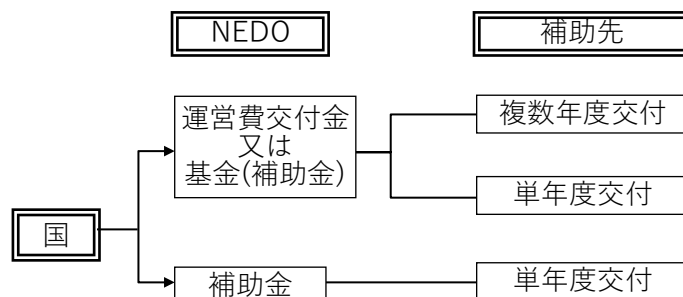 NEDO
補助先
運営費交付金
又は
基金(補助金)
複数年度交付
単年度交付
国
補助金
単年度交付